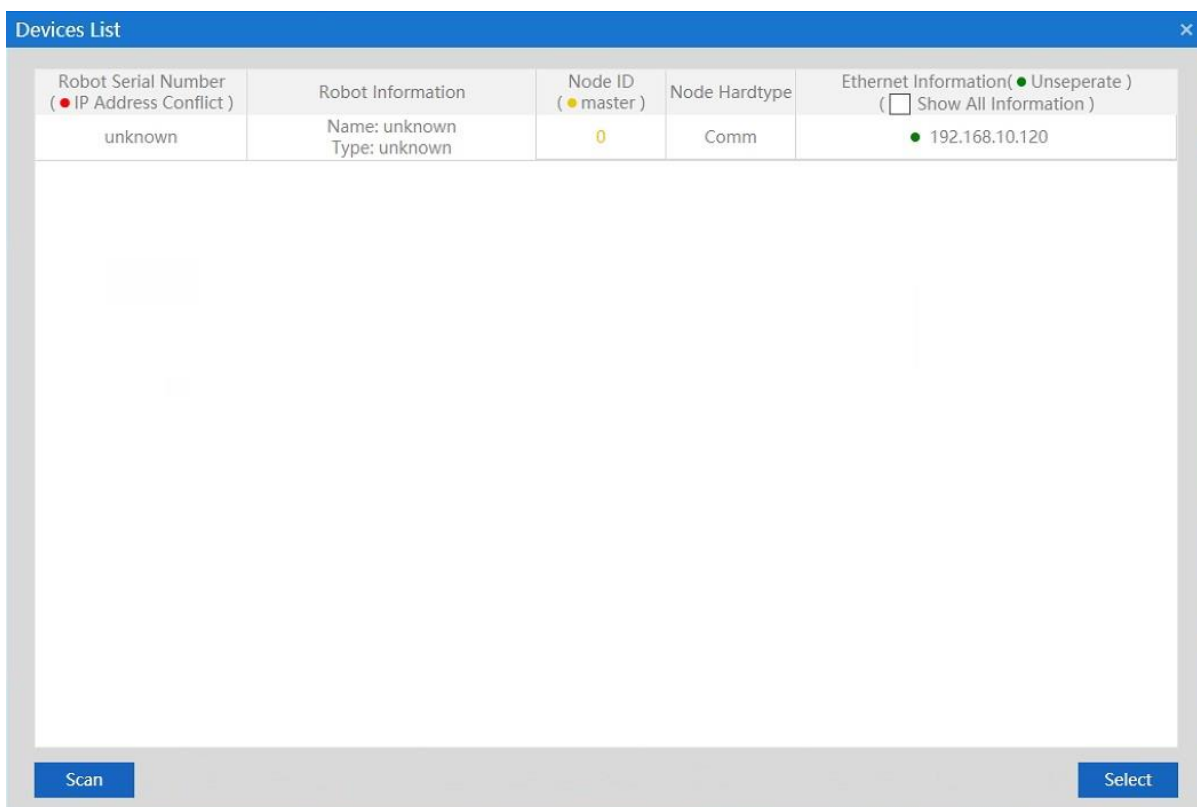 Devices List
Robot Serial Number
( ● IP Address Conflict )
Robot Information
Node ID
( ● master )
Node Hardtype
Ethernet Information( ● Unseperate )
( Show All Information )
unknown
Name: unknown
Type: unknown
0
Comm
● 192.168.10.120
Scan
Select